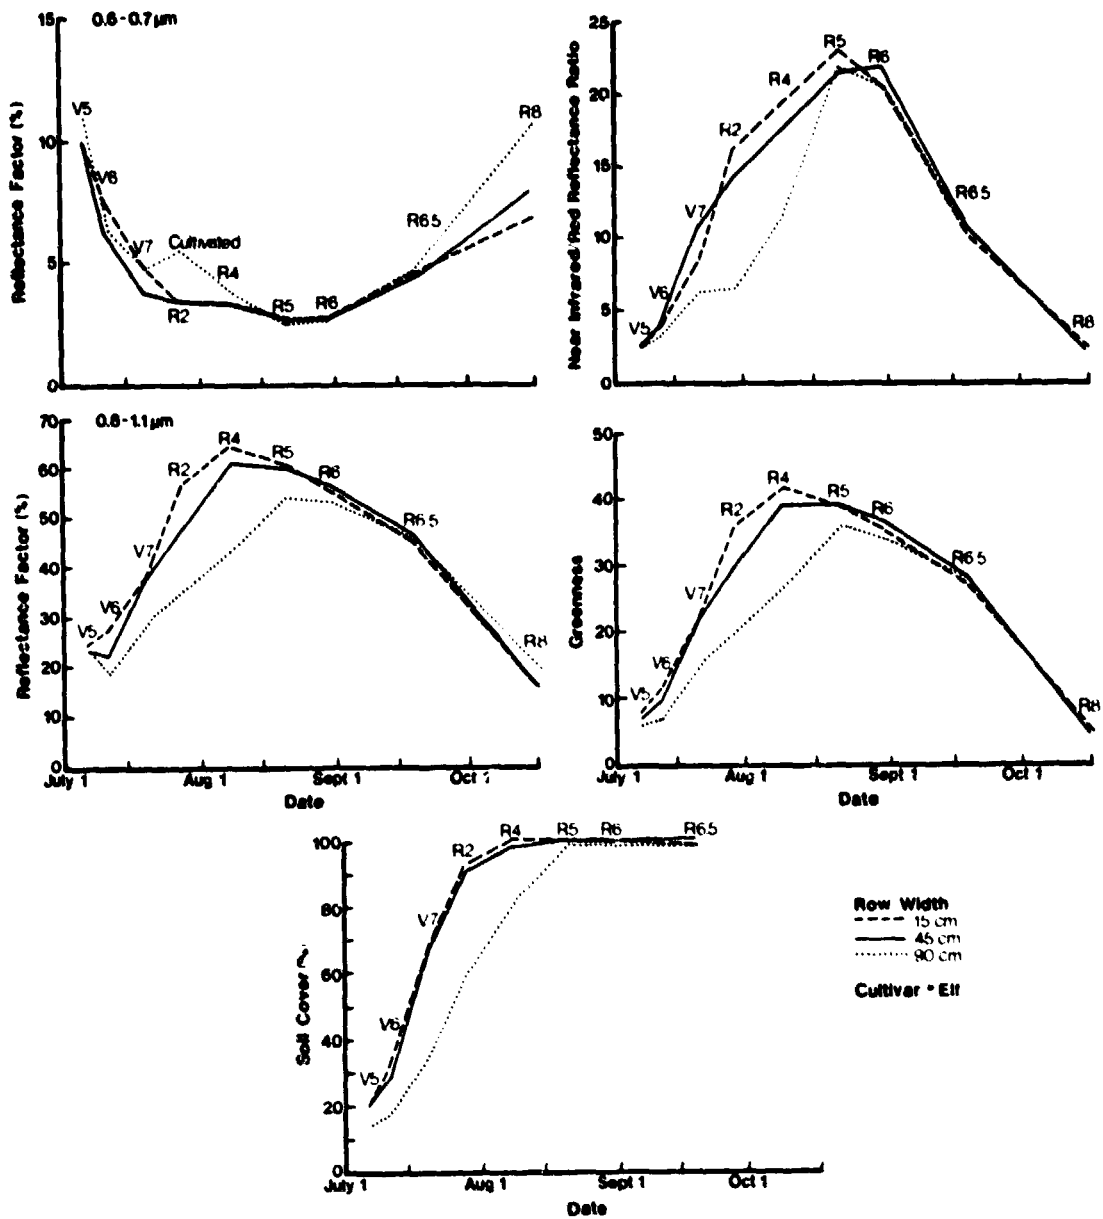 0.6-0.7µm
Reflectance Factor (%)
15
10
5
0
V5
V6
V7
Cultivated
R2
R4
R5
R6
R6.5
R8
Near Infrared/Red Reflectance Ratio
25
20
15
10
5
0
V5
V6
V7
R2
R4
R5
R6
R6.5
R8
0.8-1.1µm
Reflectance Factor (%)
70
60
50
40
30
20
10
0
V5
V6
V7
R2
R4
R5
R6
R6.5
R8
July 1 Aug 1 Sept 1 Oct 1
Date
Greenness
50
40
30
20
10
0
V5
V6
V7
R2
R4
R5
R6
R6.5
R8
July 1 Aug 1 Sept 1 Oct 1
Date
Soil Cover (%)
100
80
60
40
20
0
V5
V6
V7
R2
R4
R5
R6
R6.5
July 1 Aug 1 Sept 1 Oct 1
Date
Row Width
15 cm
45 cm
90 cm
Cultivar = Elf